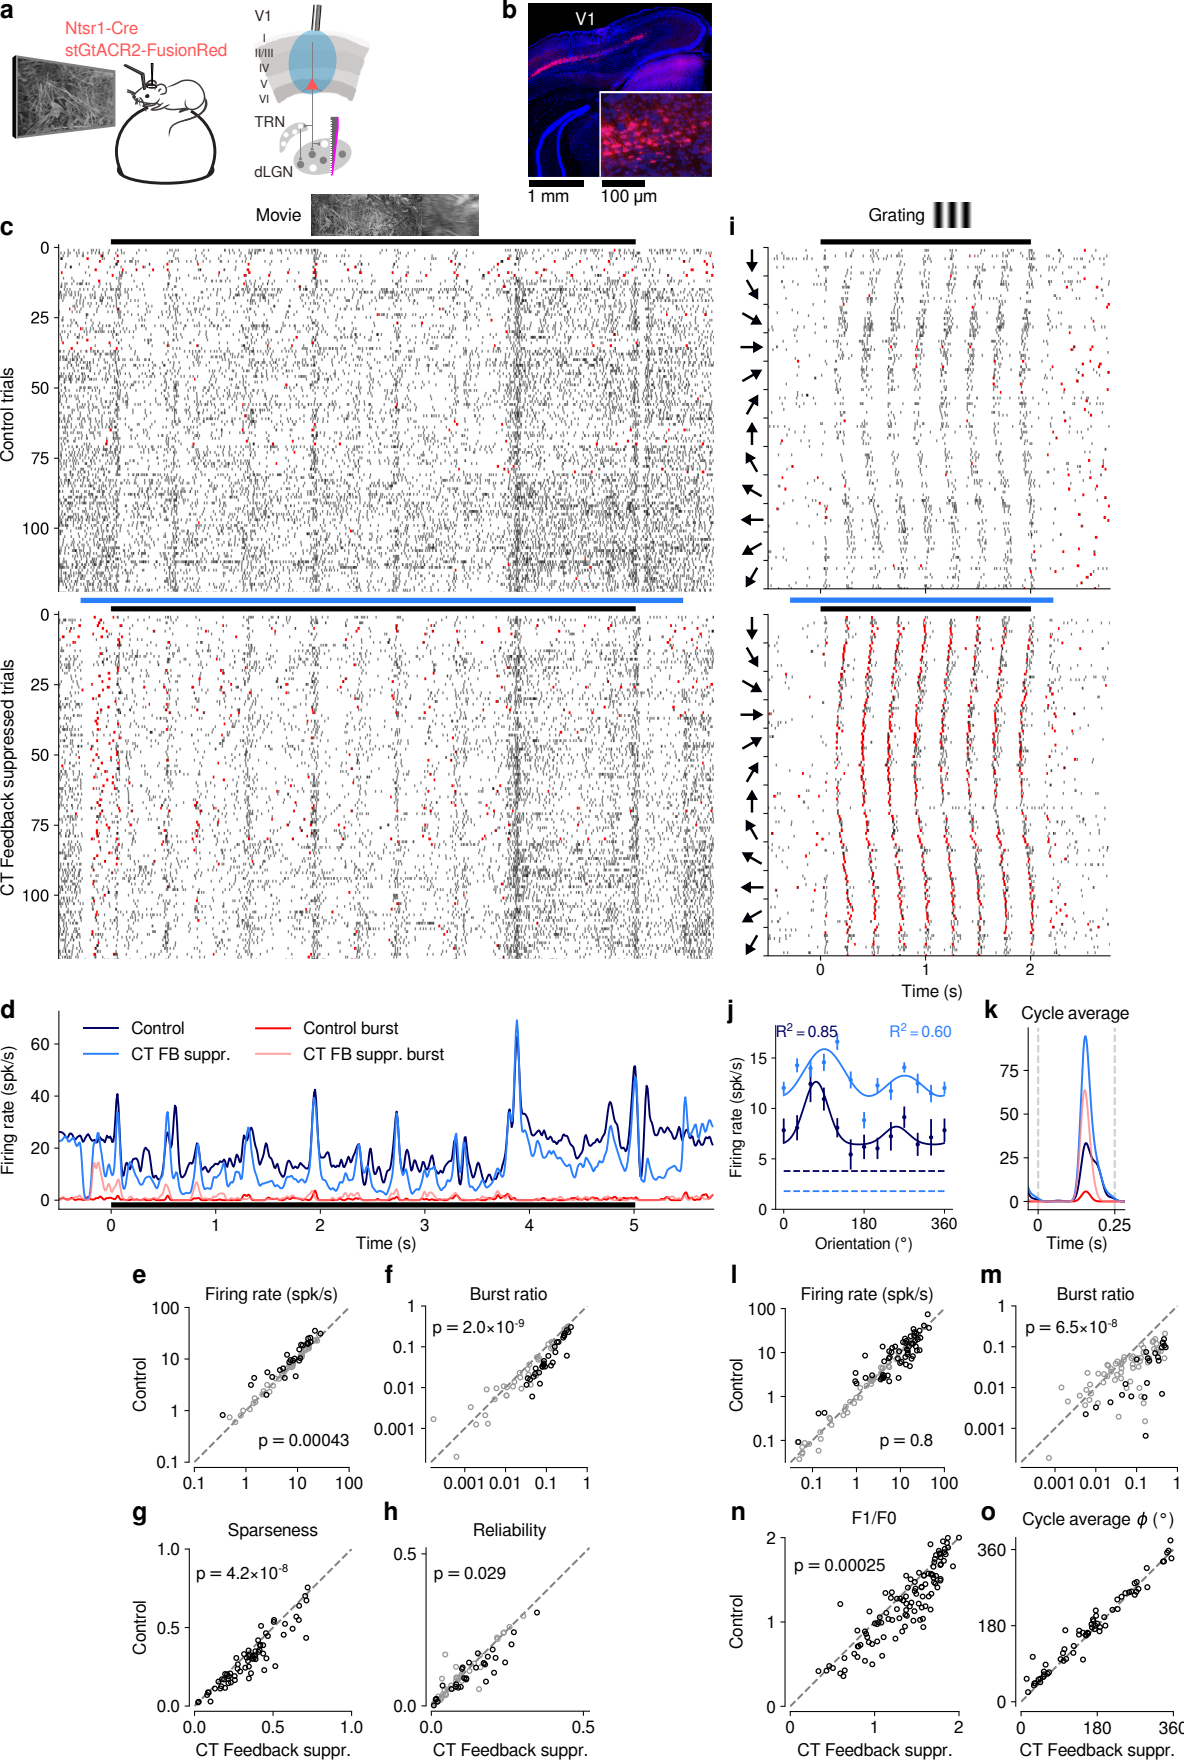 a
Ntsr1-Cre
stGtACR2-FusionRed
V1
I
II/III
IV
V
VI
TRN
dLGN
b
V1
1 mm
100 µm
Movie
c
0
25
50
75
100
Control trials
0
25
50
75
100
CT Feedback suppressed trials
i
Grating
0
1
2
Time (s)
d
Control
CT FB suppr.
Control burst
CT FB suppr. burst
Firing rate (spk/s)
60
40
20
0
0
1
2
3
4
5
Time (s)
j
R² = 0.85
R² = 0.60
Firing rate (spk/s)
15
10
5
0
0
180
360
Orientation (°)
k
Cycle average
75
50
25
0
0
0.25
Time (s)
e
Firing rate (spk/s)
100
10
1
0.1
Control
p = 0.00043
0.1
1
10
100
f
Burst ratio
1
0.1
0.01
0.001
p = 2.0×10⁻⁹
0.001
0.01
0.1
1
l
Firing rate (spk/s)
100
10
1
0.1
Control
p = 0.8
0.1
1
10
100
m
Burst ratio
1
0.1
0.01
0.001
p = 6.5×10⁻⁸
0.001
0.01
0.1
1
g
Sparseness
1.0
0.5
0.0
Control
p = 4.2×10⁻⁸
0.0
0.5
1.0
CT Feedback suppr.
h
Reliability
0.5
0.0
p = 0.029
0.0
0.5
CT Feedback suppr.
n
F1/F0
2
1
0
Control
p = 0.00025
0
1
2
CT Feedback suppr.
o
Cycle average ϕ (°)
360
180
0
0
180
360
CT Feedback suppr.